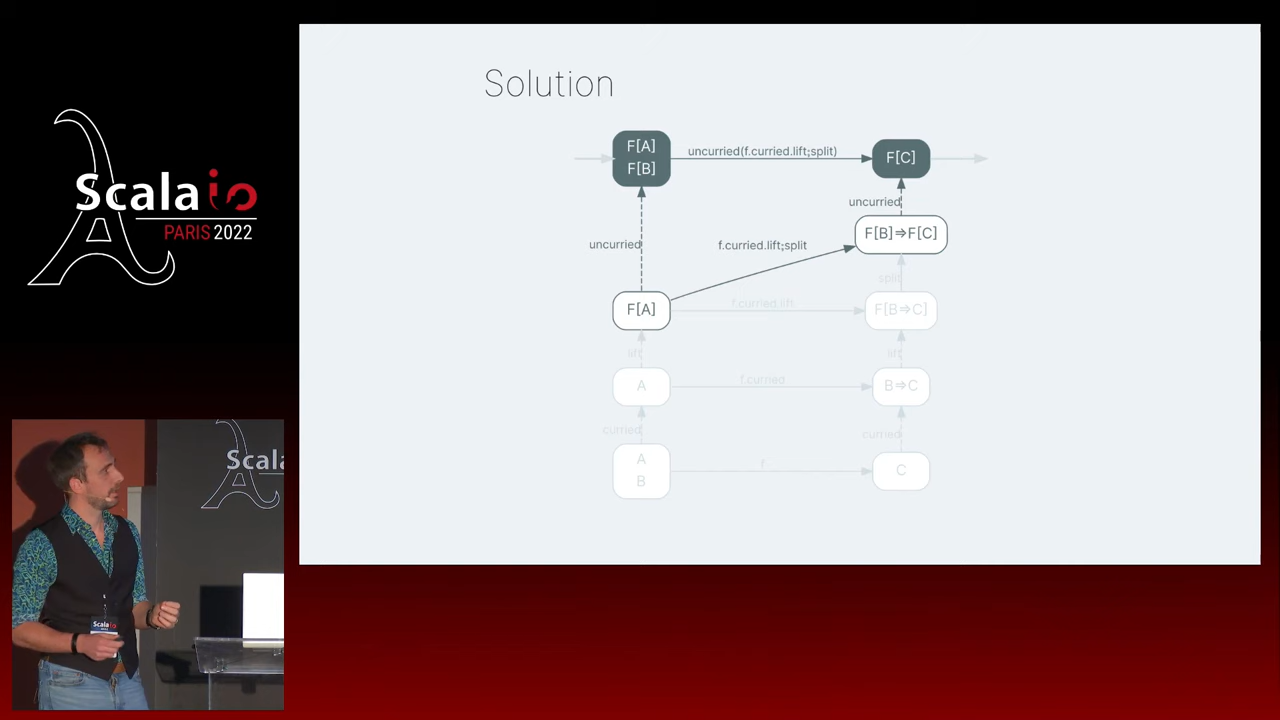 Scala io
PARIS 2022
Solution
F[A]
F[B]
uncurried(f.curried.lift;split)
F[C]
uncurried
F[B]⇒F[C]
uncurried
f.curried.lift;split
split
F[A]
f.curried.lift
F[B⇒C]
lift
lift
A
f.curried
B⇒C
curried
curried
A
B
f
C
Scala
Scala